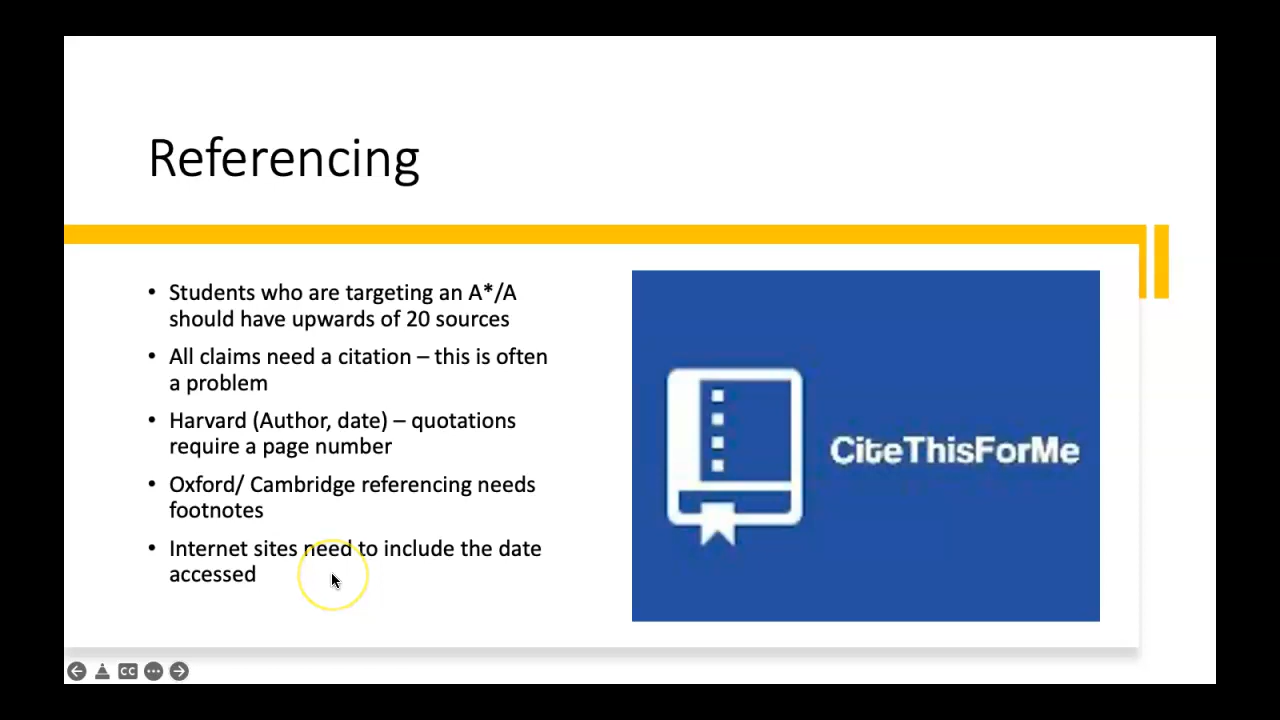 Referencing
• Students who are targeting an A*/A
should have upwards of 20 sources
• All claims need a citation – this is often
a problem
• Harvard (Author, date) – quotations
require a page number
• Oxford/ Cambridge referencing needs
footnotes
• Internet sites need to include the date
accessed
CiteThisForMe
CC